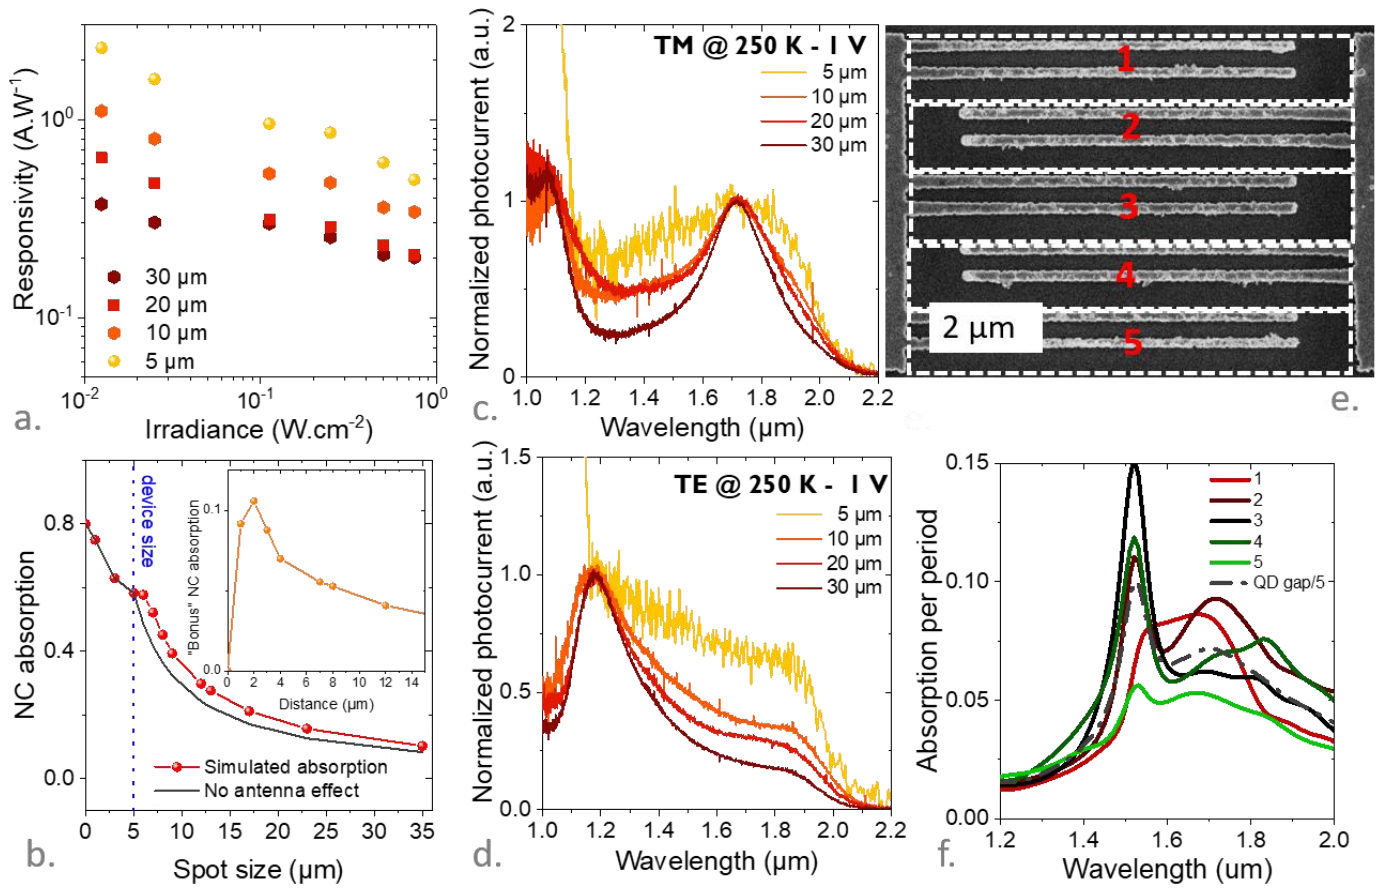 Responsivity (A.W⁻¹)
10⁰
10⁻¹
30 µm
20 µm
10 µm
5 µm
10⁻²
10⁻¹
10⁰
Irradiance (W.cm⁻²)
a.
Normalized photocurrent (a.u.)
2
1
0
TM @ 250 K - 1 V
5 µm
10 µm
20 µm
30 µm
1.0 1.2 1.4 1.6 1.8 2.0 2.2
Wavelength (µm)
c.
1
2
3
4
5
2 µm
e.
NC absorption
0.8
0.4
0.0
device size
"Bonus" NC absorption
0.1
0.0
0 2 4 6 8 10 12 14
Distance (µm)
Simulated absorption
No antenna effect
0 5 10 15 20 25 30 35
Spot size (µm)
b.
Normalized photocurrent (a.u.)
1.5
1.0
0.5
0.0
TE @ 250 K - 1 V
5 µm
10 µm
20 µm
30 µm
1.0 1.2 1.4 1.6 1.8 2.0 2.2
Wavelength (µm)
d.
Absorption per period
0.15
0.10
0.05
0.00
1
2
3
4
5
QD gap/5
1.2 1.4 1.6 1.8 2.0
Wavelength (um)
f.